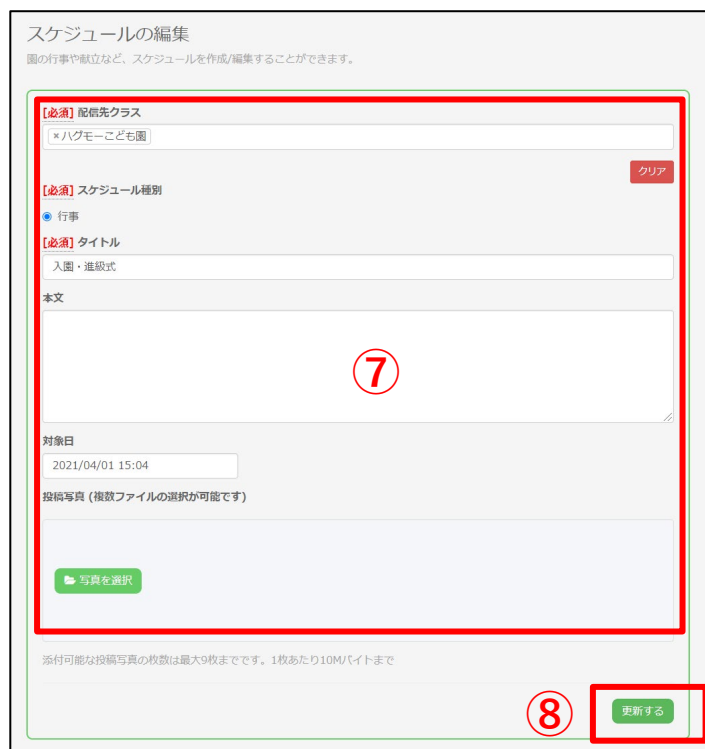 スケジュールの編集
園の行事や献立など、スケジュールを作成/編集することができます。
[必須] 配信先クラス
×ハグモーこども園
クリア
[必須] スケジュール種別
行事
[必須] タイトル
入園・進級式
本文
⑦
対象日
2021/04/01 15:04
投稿写真 (複数ファイルの選択が可能です)
写真を選択
添付可能な投稿写真の枚数は最大9枚までです。1枚あたり10Mバイトまで
⑧
更新する